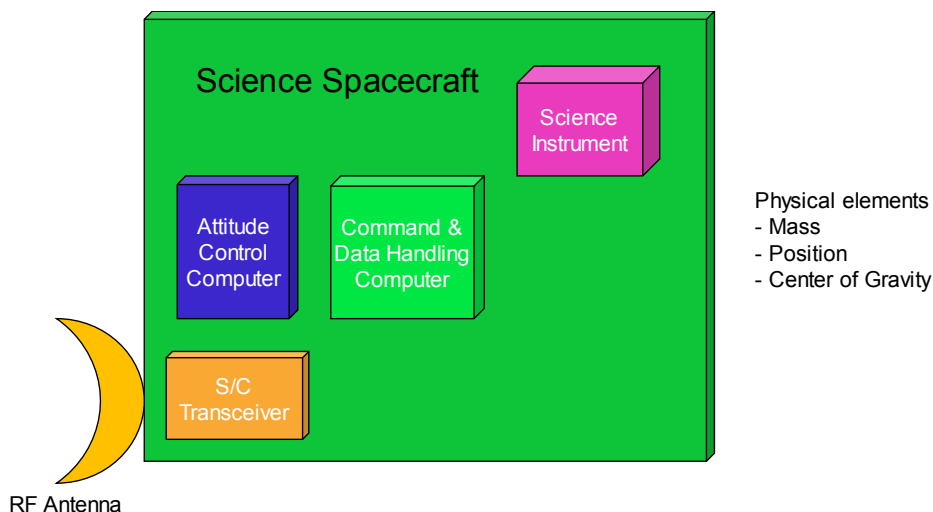 Science Spacecraft
Science
Instrument
Attitude
Control
Computer
Command &
Data Handling
Computer
Physical elements
- Mass
- Position
- Center of Gravity
S/C
Transceiver
RF Antenna